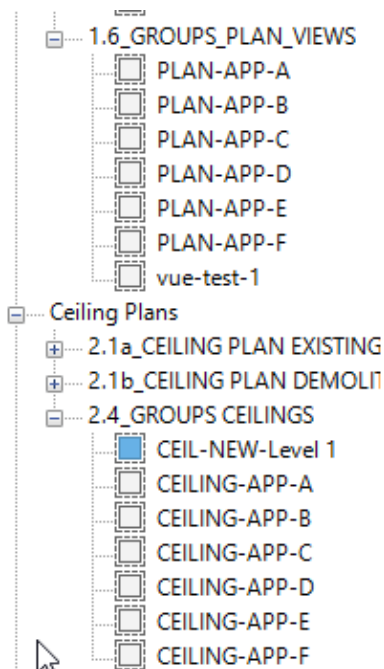 1.6_GROUPS_PLAN_VIEWS
PLAN-APP-A
PLAN-APP-B
PLAN-APP-C
PLAN-APP-D
PLAN-APP-E
PLAN-APP-F
vue-test-1
Ceiling Plans
2.1a_CEILING PLAN EXISTING
2.1b_CEILING PLAN DEMOLIT
2.4_GROUPS CEILINGS
CEIL-NEW-Level 1
CEILING-APP-A
CEILING-APP-B
CEILING-APP-C
CEILING-APP-D
CEILING-APP-E
CEILING-APP-F